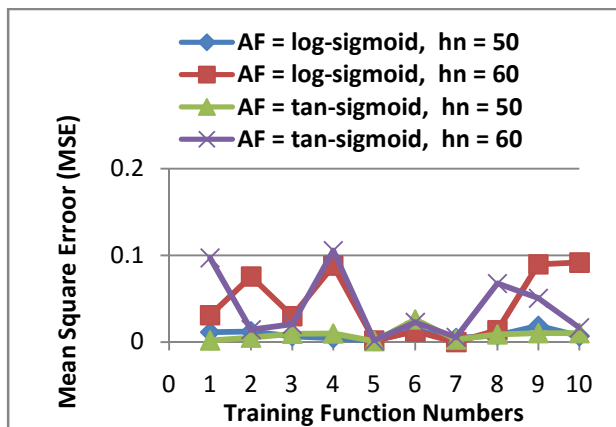 AF = log-sigmoid, hn = 50
AF = log-sigmoid, hn = 60
AF = tan-sigmoid, hn = 50
AF = tan-sigmoid, hn = 60
Mean Square Erroor (MSE)
0.2
0.1
0
0 1 2 3 4 5 6 7 8 9 10
Training Function Numbers